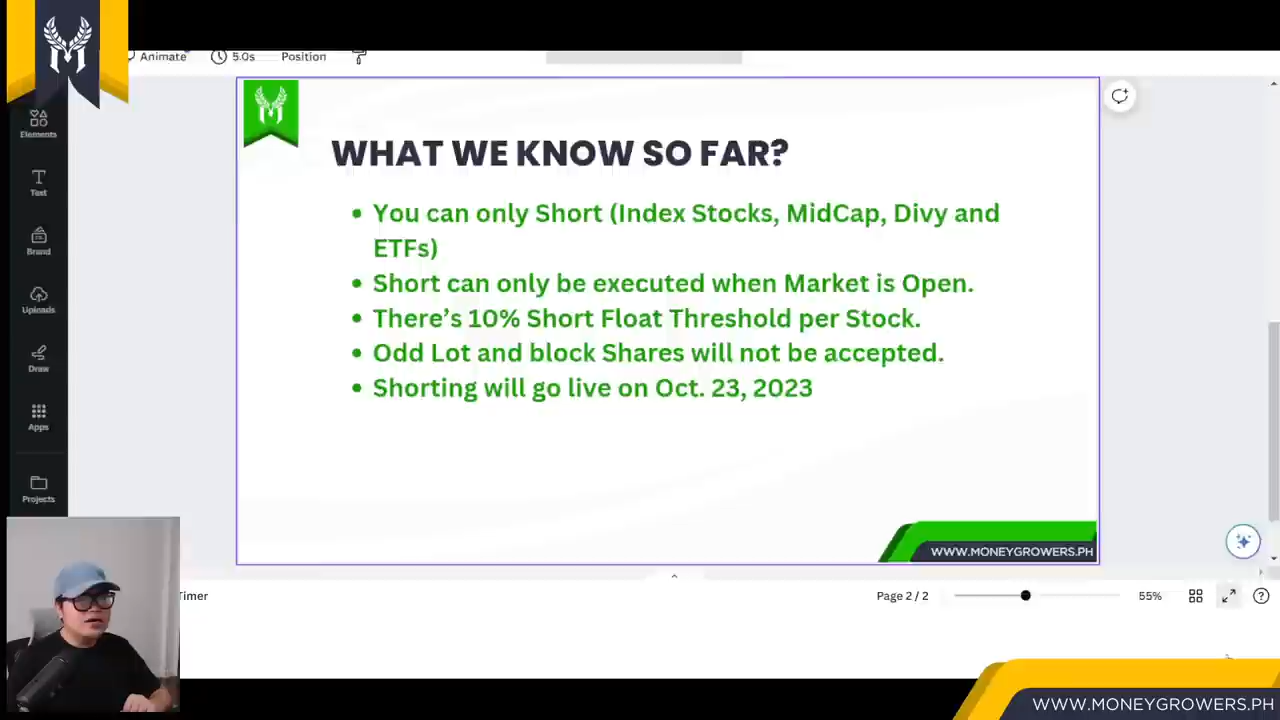 Animate
5.0s
Position
Elements
Text
Brand
Uploads
Draw
Apps
Projects
WHAT WE KNOW SO FAR?
• You can only Short (Index Stocks, MidCap, Divy and
ETFs)
• Short can only be executed when Market is Open.
• There's 10% Short Float Threshold per Stock.
• Odd Lot and block Shares will not be accepted.
• Shorting will go live on Oct. 23, 2023
WWW.MONEYGROWERS.PH
Timer
Page 2 / 2
55%
WWW.MONEYGROWERS.PH